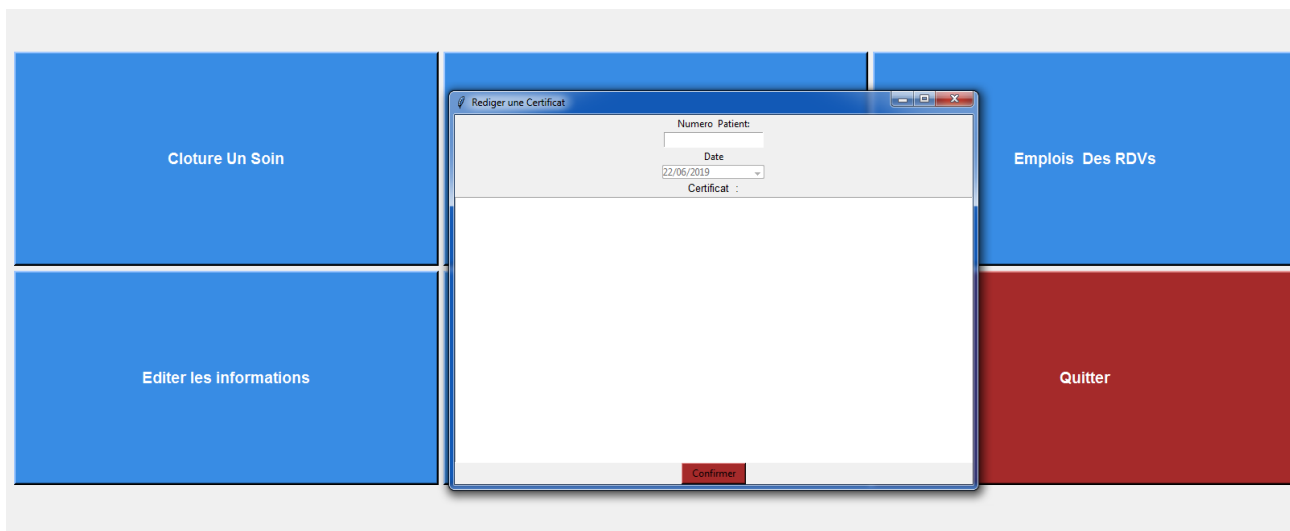 Rediger une Certificat
Numero Patient:
Date
22/06/2019
Certificat :
Confirmer
Cloture Un Soin
Emplois Des RDVs
Editer les informations
Quitter